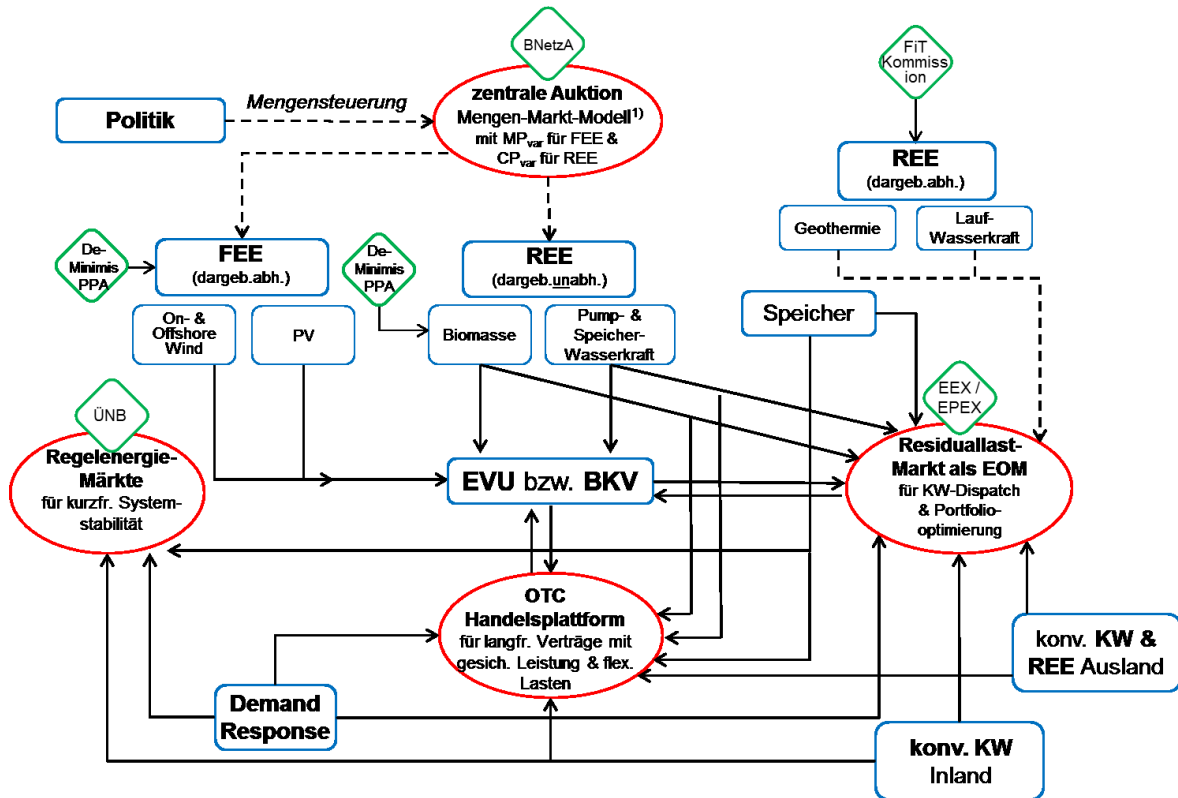 BNetzA
FiT
Kommiss
ion
Politik
Mengensteuerung
zentrale Auktion
Mengen-Markt-Modell1)
mit MPvar für FEE &
CPvar für REE
REE
(dargeb.abh.)
Geothermie
Lauf-
Wasserkraft
De-
Minimis
PPA
FEE
(dargeb.abh.)
De-
Minimis
PPA
REE
(dargeb.unabh.)
On- &
Offshore
Wind
PV
Biomasse
Pump- &
Speicher-
Wasserkraft
Speicher
ÜNB
Regelenergie-
Märkte
für kurzfr. System-
stabilität
EVU bzw. BKV
EEX /
EPEX
Residuallast-
Markt als EOM
für KW-Dispatch
& Portfolio-
optimierung
OTC
Handelsplattform
für langfr. Verträge mit
gesich. Leistung & flex.
Lasten
Demand
Response
konv. KW &
REE Ausland
konv. KW
Inland